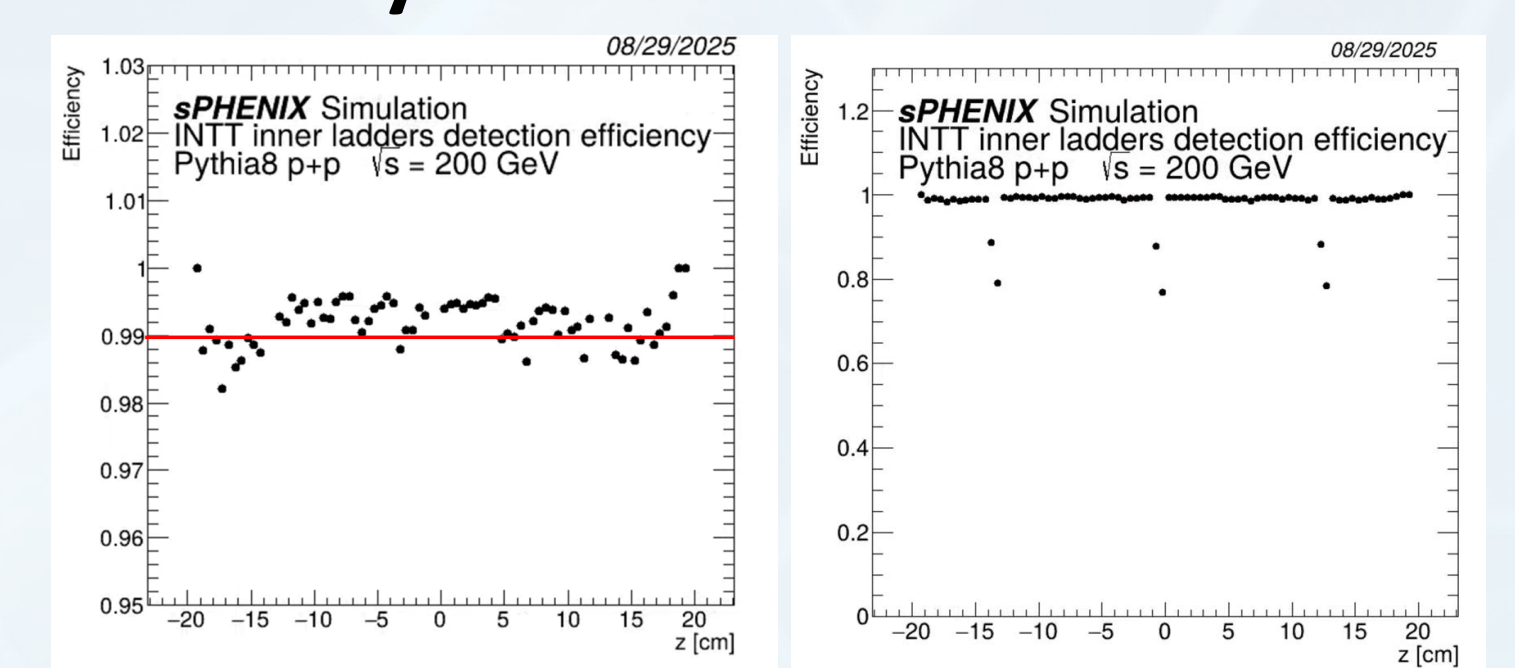 08/29/2025
Efficiency
1.03
1.02
1.01
1
0.99
0.98
0.97
0.96
0.95
sPHENIX Simulation
INTT inner ladders detection efficiency
Pythia8 p+p √s = 200 GeV
−20 −15 −10 −5 0 5 10 15 20
z [cm]
08/29/2025
Efficiency
1.2
1
0.8
0.6
0.4
0.2
0
sPHENIX Simulation
INTT inner ladders detection efficiency
Pythia8 p+p √s = 200 GeV
−20 −15 −10 −5 0 5 10 15 20
z [cm]